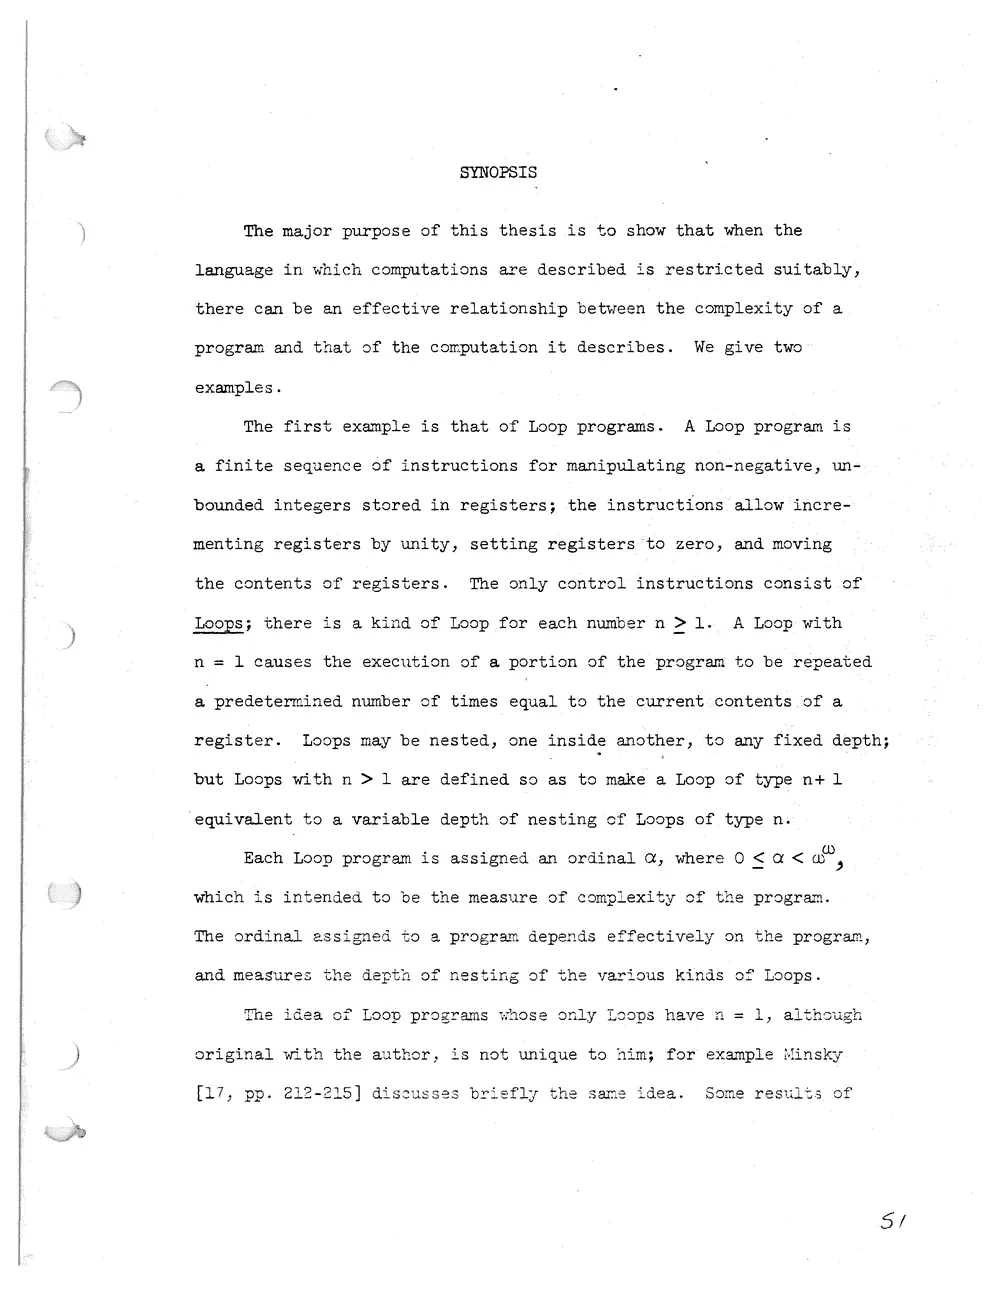 SYNOPSIS
The major purpose of this thesis is to show that when the
language in which computations are described is restricted suitably,
there can be an effective relationship between the complexity of a
program and that of the computation it describes. We give two
examples.
The first example is that of Loop programs. A Loop program is
a finite sequence of instructions for manipulating non-negative, un-
bounded integers stored in registers; the instructions allow incre-
menting registers by unity, setting registers to zero, and moving
the contents of registers. The only control instructions consist of
Loops; there is a kind of Loop for each number n ≥ 1. A Loop with
n = 1 causes the execution of a portion of the program to be repeated
a predetermined number of times equal to the current contents of a
register. Loops may be nested, one inside another, to any fixed depth;
but Loops with n > 1 are defined so as to make a Loop of type n+ 1
equivalent to a variable depth of nesting of Loops of type n.
Each Loop program is assigned an ordinal α, where 0 ≤ α < ω^ω,
which is intended to be the measure of complexity of the program.
The ordinal assigned to a program depends effectively on the program,
and measures the depth of nesting of the various kinds of Loops.
The idea of Loop programs whose only Loops have n = 1, although
original with the author, is not unique to him; for example Minsky
[17, pp. 212-215] discusses briefly the same idea. Some results of
S1